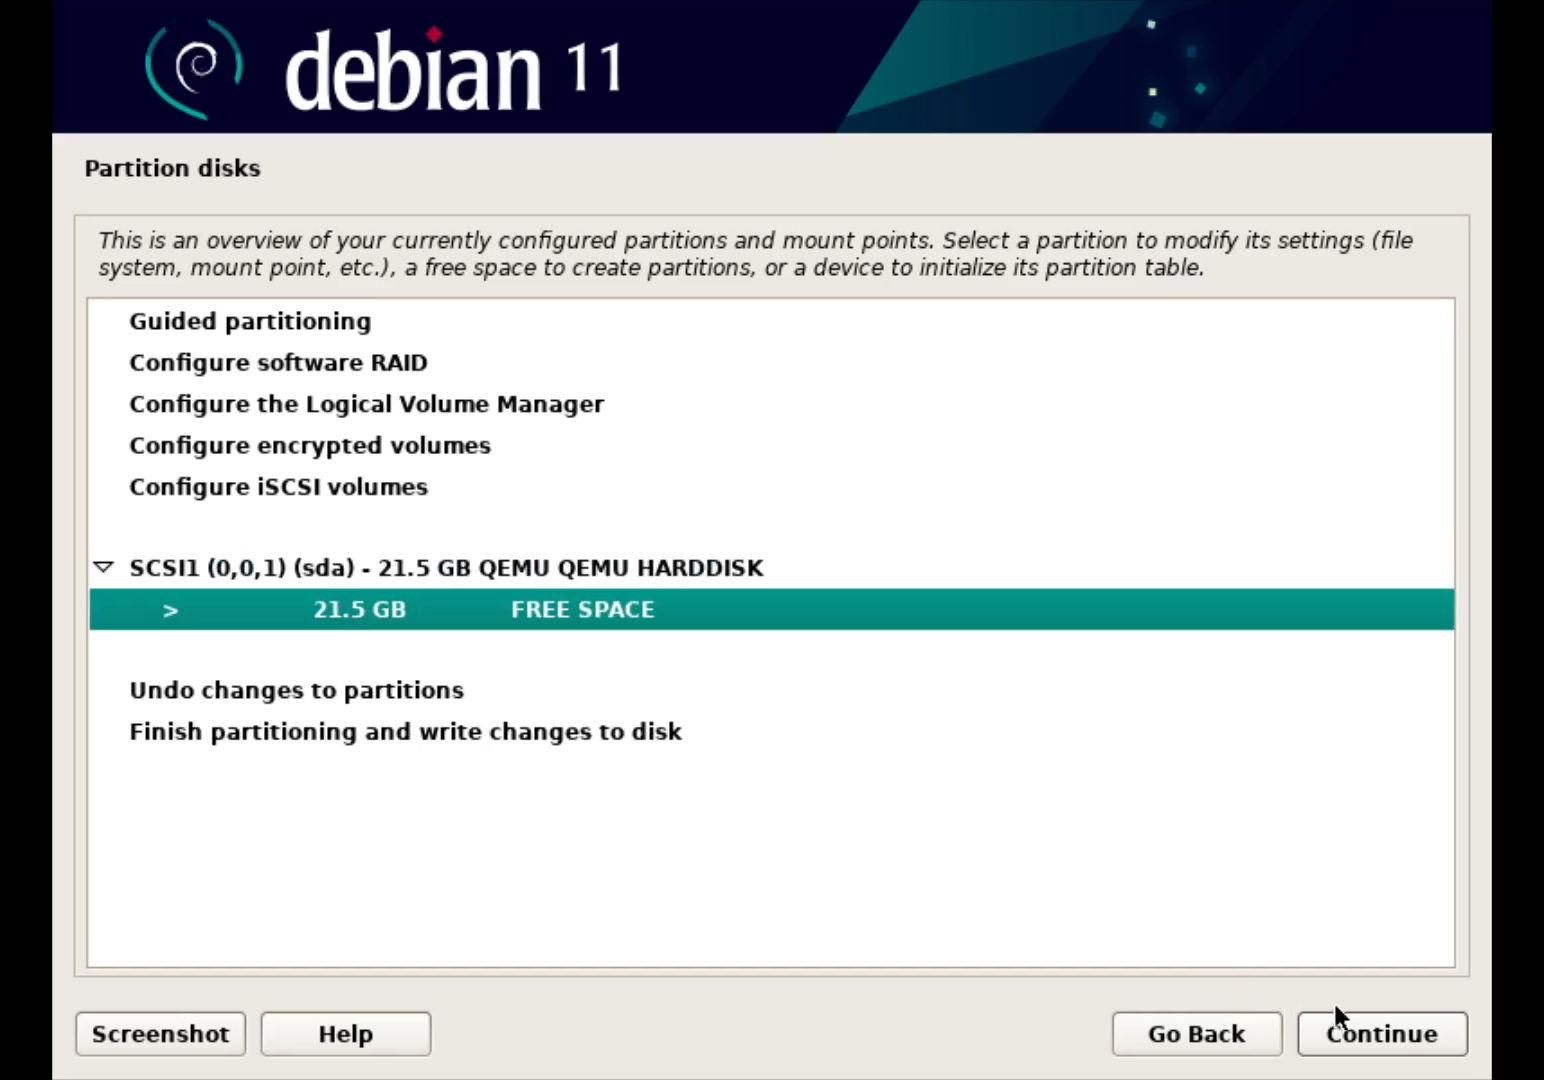 debian 11
Partition disks
This is an overview of your currently configured partitions and mount points. Select a partition to modify its settings (file
system, mount point, etc.), a free space to create partitions, or a device to initialize its partition table.
Guided partitioning
Configure software RAID
Configure the Logical Volume Manager
Configure encrypted volumes
Configure iSCSI volumes
SCSI1 (0,0,1) (sda) - 21.5 GB QEMU QEMU HARDDISK
> 21.5 GB FREE SPACE
Undo changes to partitions
Finish partitioning and write changes to disk
Screenshot Help Go Back Continue